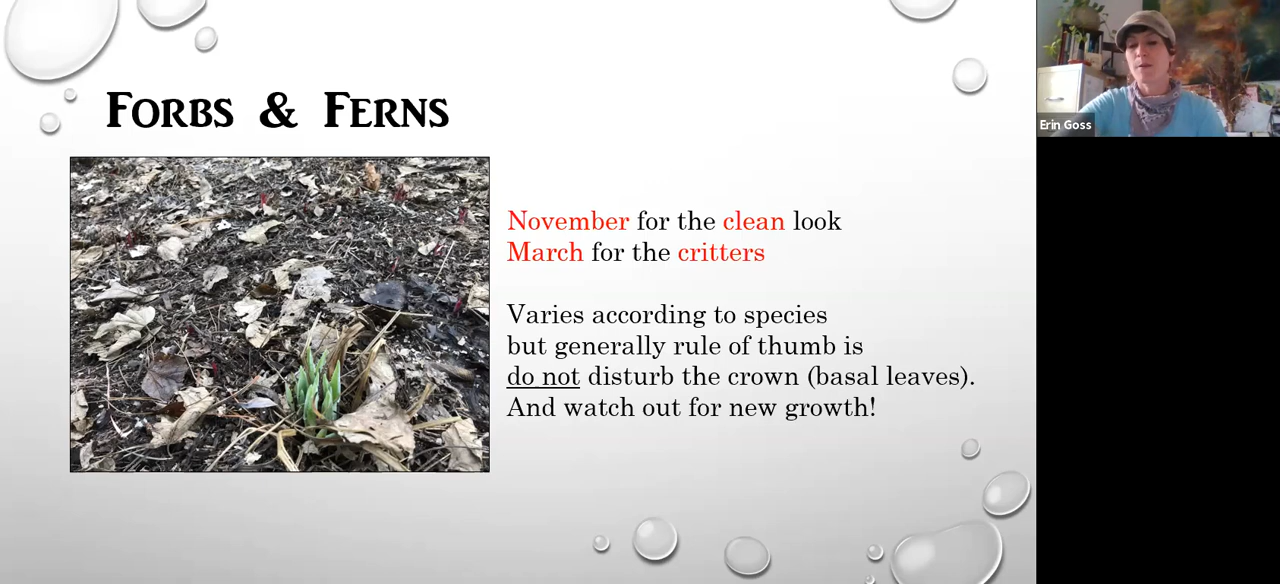 Forbs & Ferns
November for the clean look
March for the critters
Varies according to species
but generally rule of thumb is
do not disturb the crown (basal leaves).
And watch out for new growth!
Erin Goss